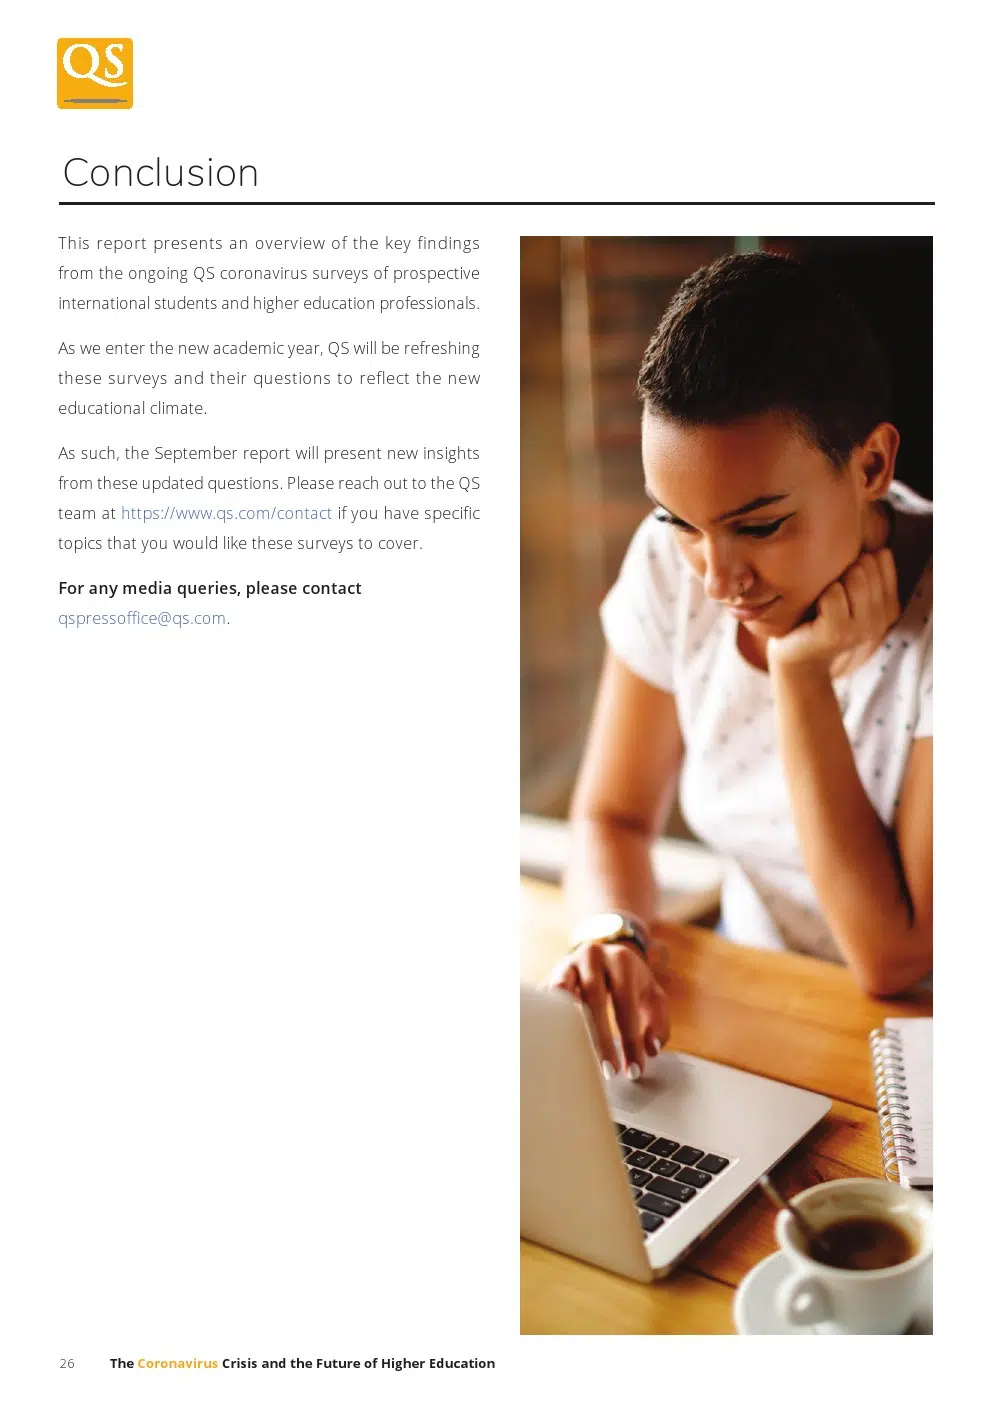 QS
Conclusion
This report presents an overview of the key findings
from the ongoing QS coronavirus surveys of prospective
international students and higher education professionals.
As we enter the new academic year, QS will be refreshing
these surveys and their questions to reflect the new
educational climate.
As such, the September report will present new insights
from these updated questions. Please reach out to the QS
team at https://www.qs.com/contact if you have specific
topics that you would like these surveys to cover.
For any media queries, please contact
qspressoffice@qs.com.
26 The Coronavirus Crisis and the Future of Higher Education